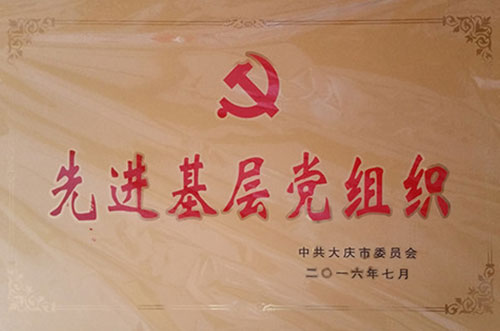 先进基层党组织
中共大庆市委员会
二〇一六年七月